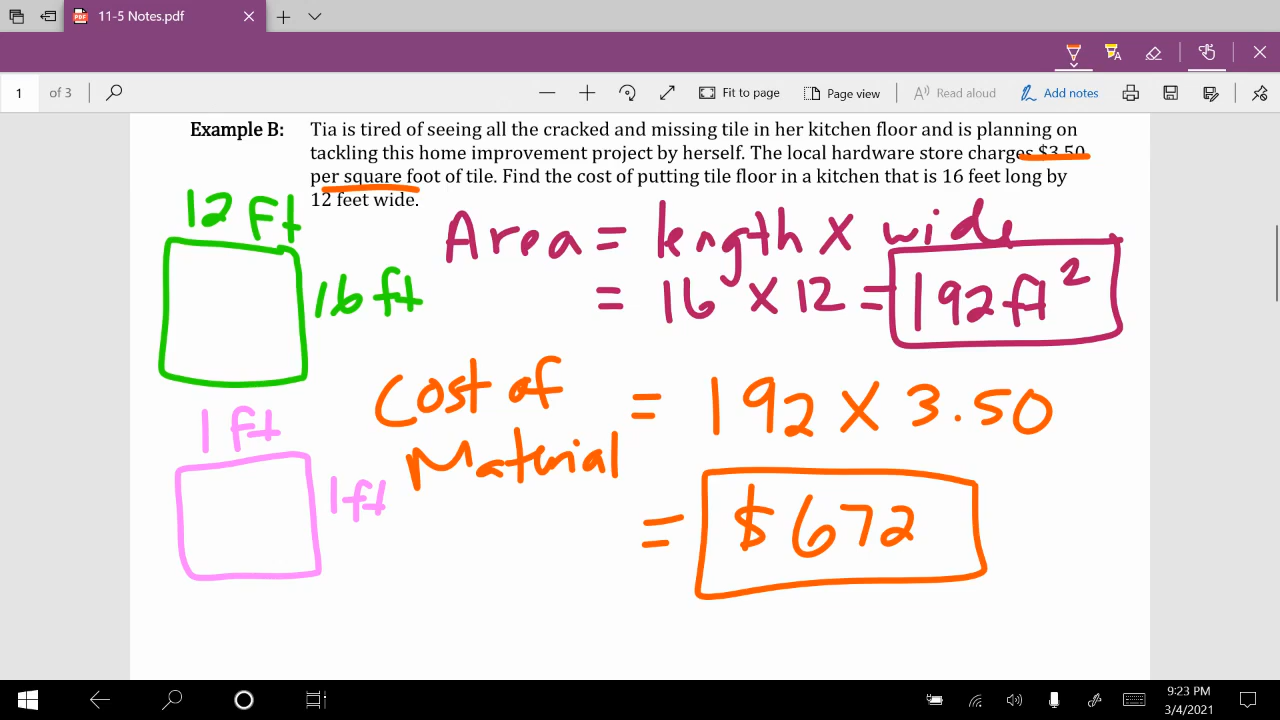 11-5 Notes.pdf
1 of 3
Fit to page
Page view
Read aloud
Add notes
Example B: Tia is tired of seeing all the cracked and missing tile in her kitchen floor and is planning on
tackling this home improvement project by herself. The local hardware store charges $3.50
per square foot of tile. Find the cost of putting tile floor in a kitchen that is 16 feet long by
12 feet wide.
12 Ft
16 ft
Area = length X wide
= 16 X 12 = 192 ft²
1 Ft
1 ft
Cost of
Material
= 192 X 3.50
= $672
9:23 PM
3/4/2021